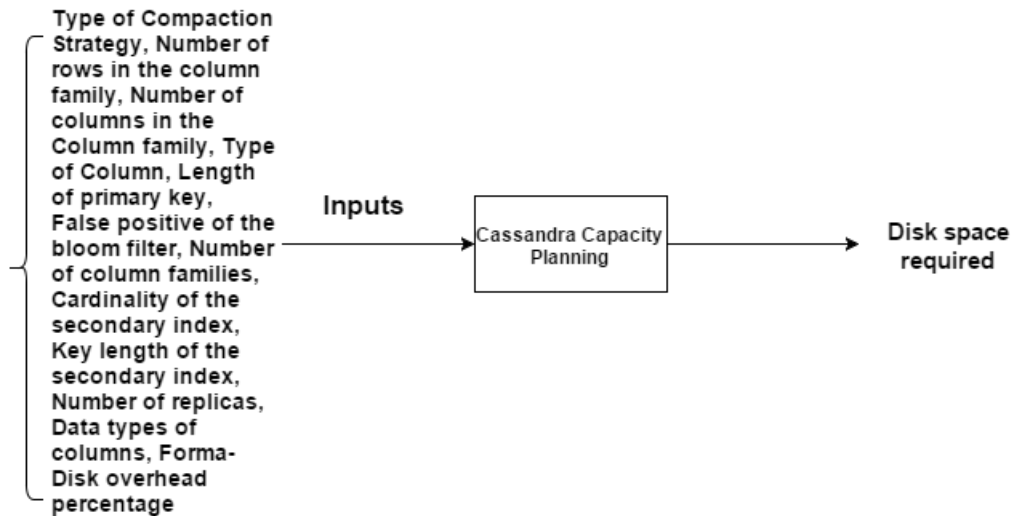 Type of Compaction
Strategy, Number of
rows in the column
family, Number of
columns in the
Column family, Type
of Column, Length
of primary key,
False positive of the
bloom filter, Number
of column families,
Cardinality of the
secondary index,
Key length of the
secondary index,
Number of replicas,
Data types of
columns, Forma-
Disk overhead
percentage
Inputs
Cassandra Capacity
Planning
Disk space
required